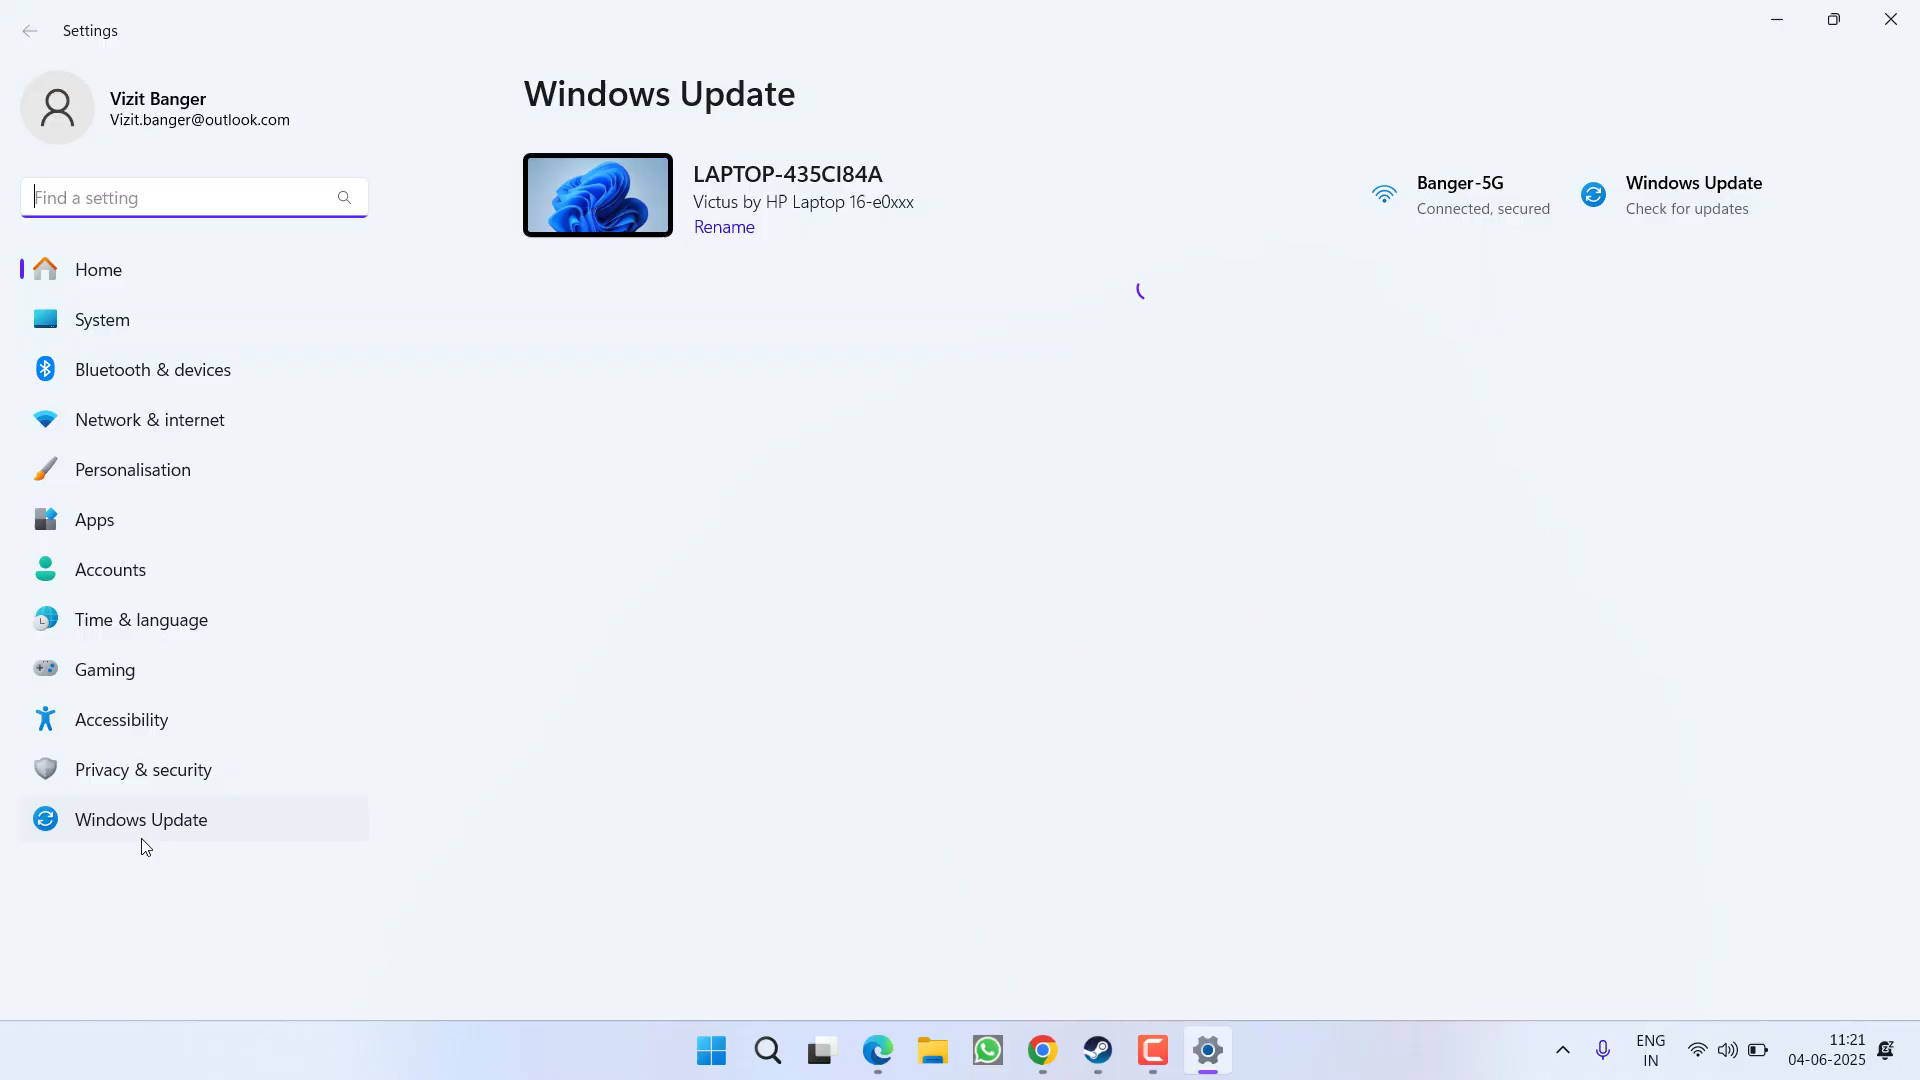 Settings
Vizit Banger
Vizit.banger@outlook.com
Find a setting
Home
System
Bluetooth & devices
Network & internet
Personalisation
Apps
Accounts
Time & language
Gaming
Accessibility
Privacy & security
Windows Update
Windows Update
LAPTOP-435CI84A
Victus by HP Laptop 16-e0xxx
Rename
Banger-5G
Connected, secured
Windows Update
Check for updates
ENG
IN
11:21
04-06-2025